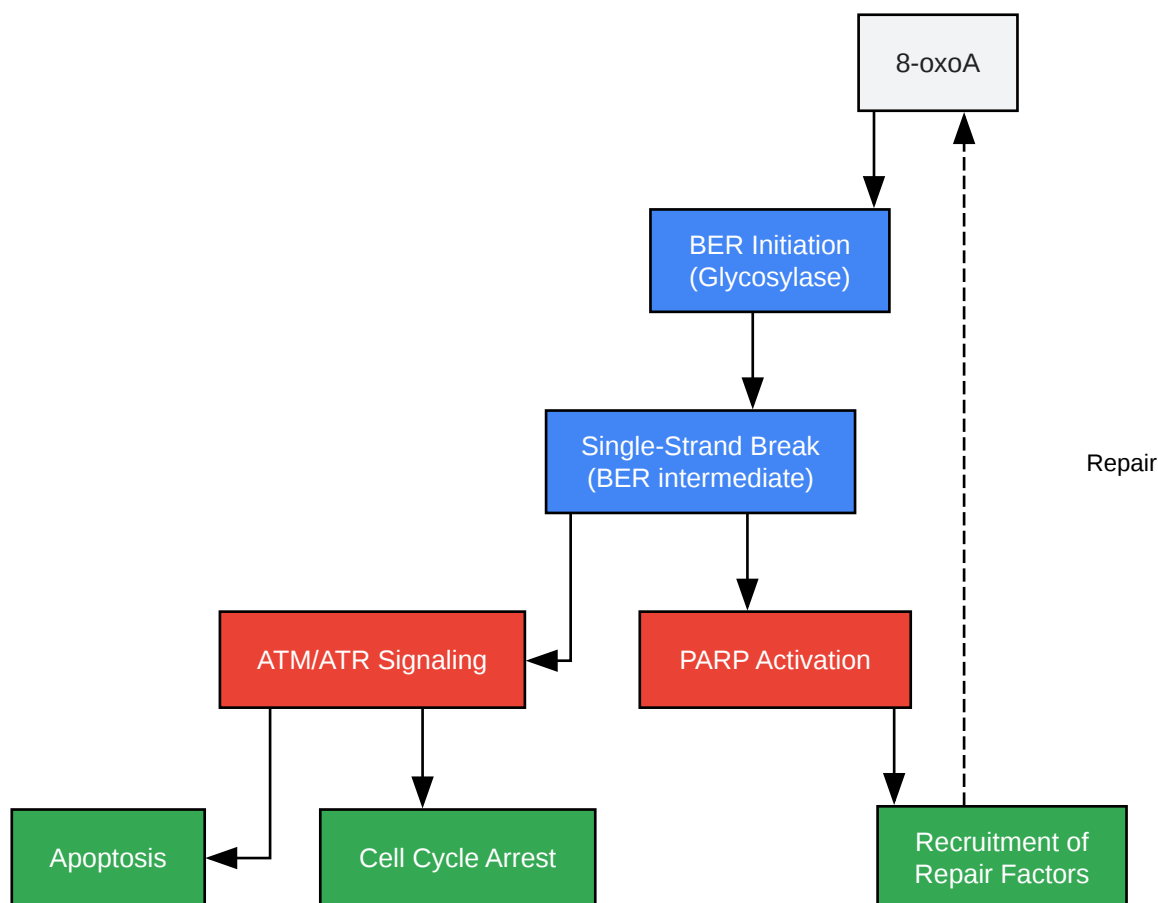 8-oxoA
BER Initiation
(Glycosylase)
Single-Strand Break
(BER intermediate)
Repair
ATM/ATR Signaling
PARP Activation
Apoptosis
Cell Cycle Arrest
Recruitment of
Repair Factors